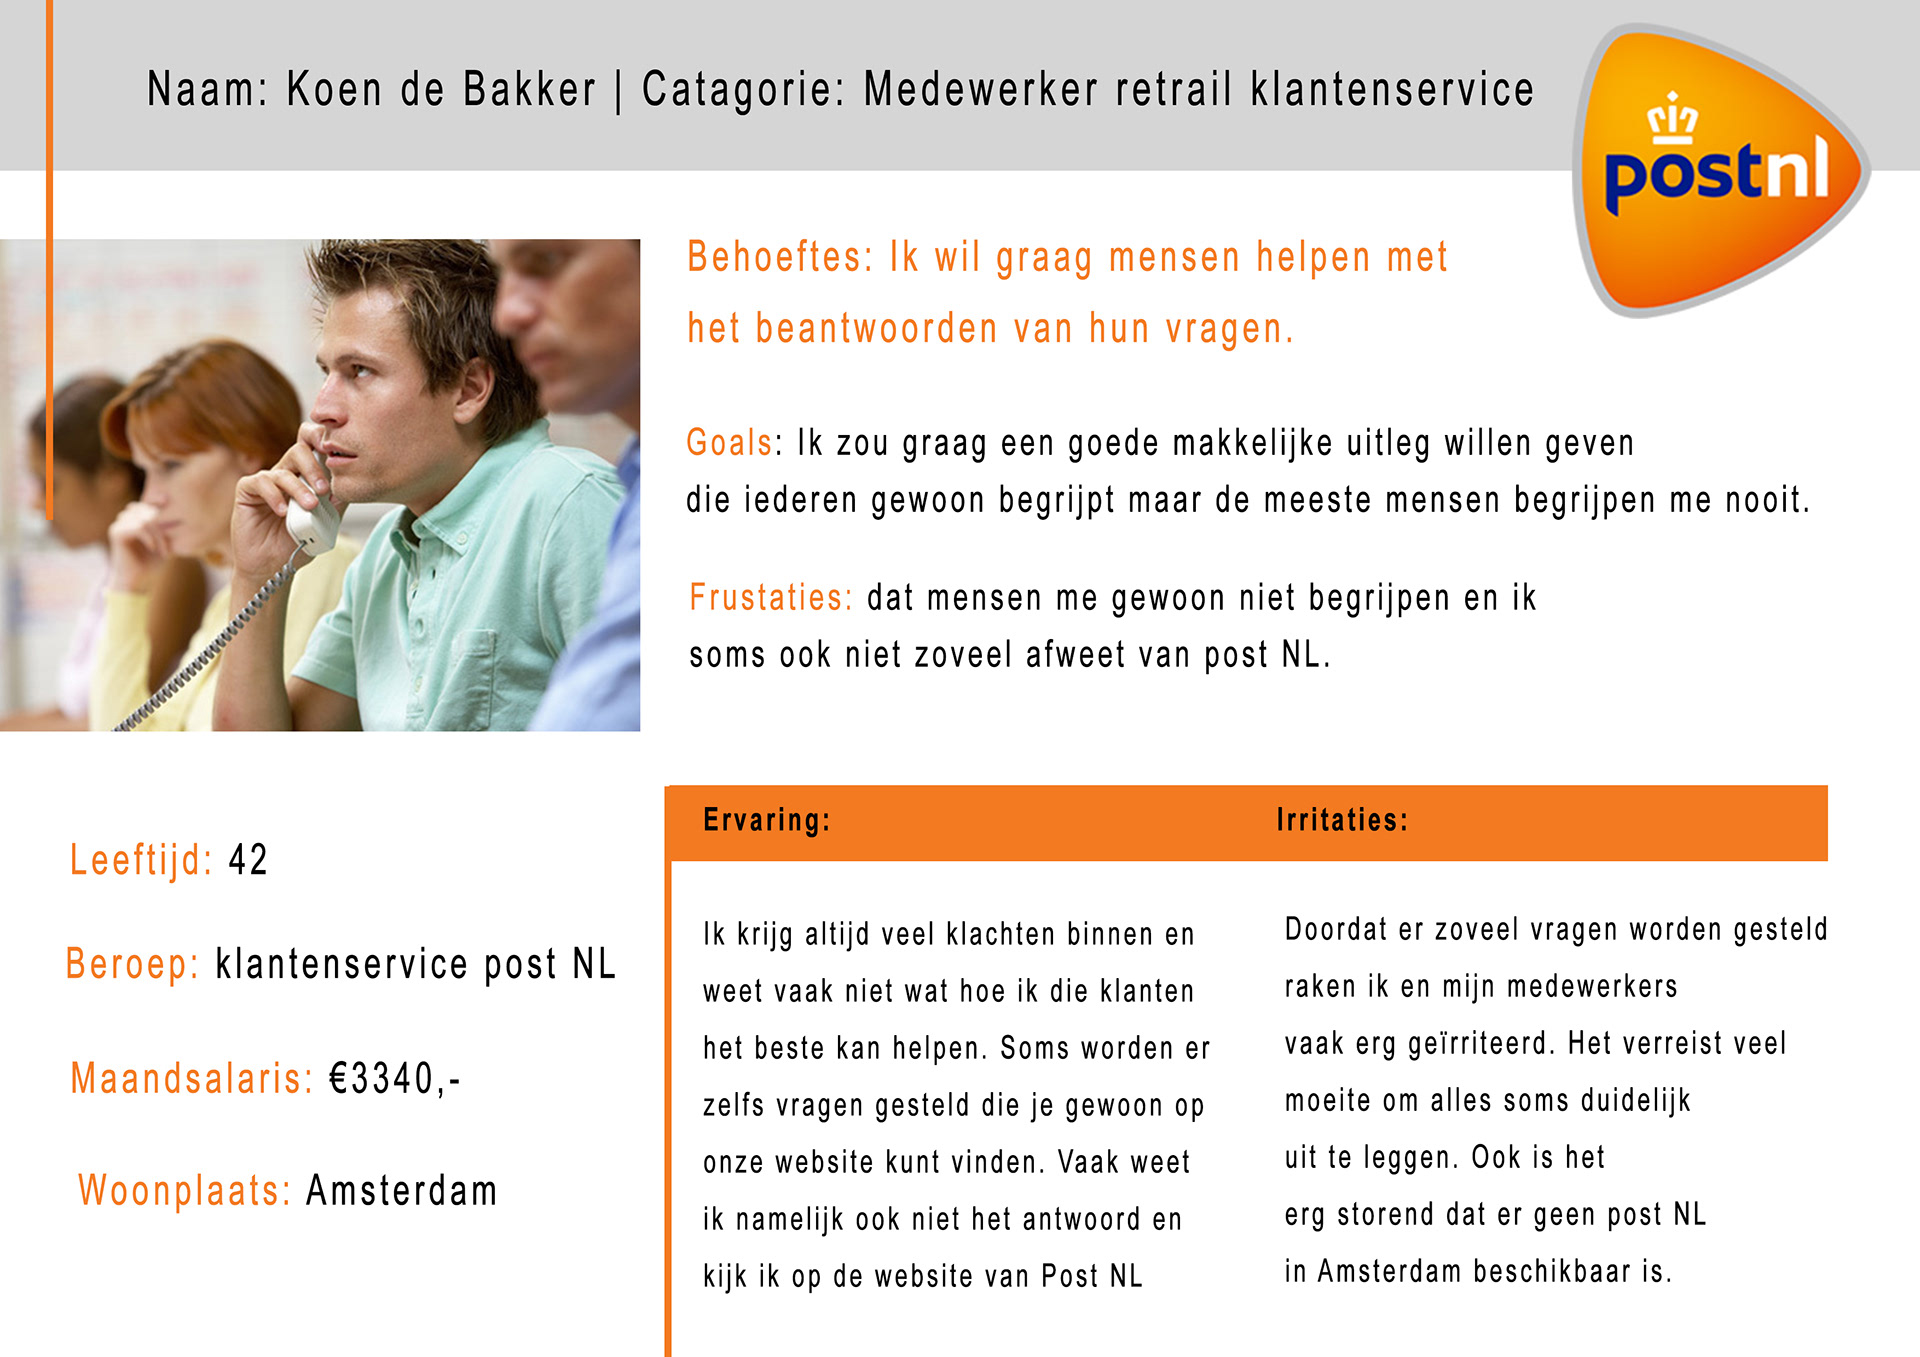 Naam: Koen de Bakker | Catagorie: Medewerker retrail klantenservice
postnl
Behoeftes: Ik wil graag mensen helpen met
het beantwoorden van hun vragen.
Goals: Ik zou graag een goede makkelijke uitleg willen geven
die iederen gewoon begrijpt maar de meeste mensen begrijpen me nooit.
Frustaties: dat mensen me gewoon niet begrijpen en ik
soms ook niet zoveel afweet van post NL.
Leeftijd: 42
Beroep: klantenservice post NL
Maandsalaris: €3340,-
Woonplaats: Amsterdam
Ervaring:
Ik krijg altijd veel klachten binnen en
weet vaak niet wat hoe ik die klanten
het beste kan helpen. Soms worden er
zelfs vragen gesteld die je gewoon op
onze website kunt vinden. Vaak weet
ik namelijk ook niet het antwoord en
kijk ik op de website van Post NL
Irritaties:
Doordat er zoveel vragen worden gesteld
raken ik en mijn medewerkers
vaak erg geïrriteerd. Het verreist veel
moeite om alles soms duidelijk
uit te leggen. Ook is het
erg storend dat er geen post NL
in Amsterdam beschikbaar is.